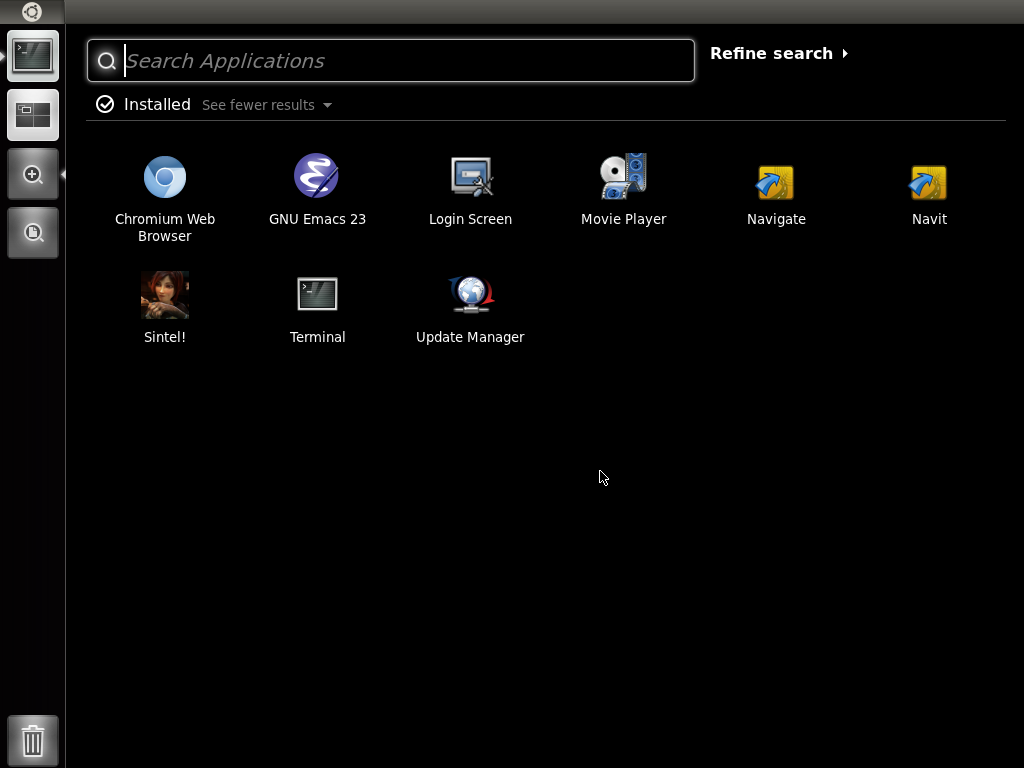 Search Applications
Refine search
Installed See fewer results
Chromium Web
Browser
GNU Emacs 23
Login Screen
Movie Player
Navigate
Navit
Sintel!
Terminal
Update Manager